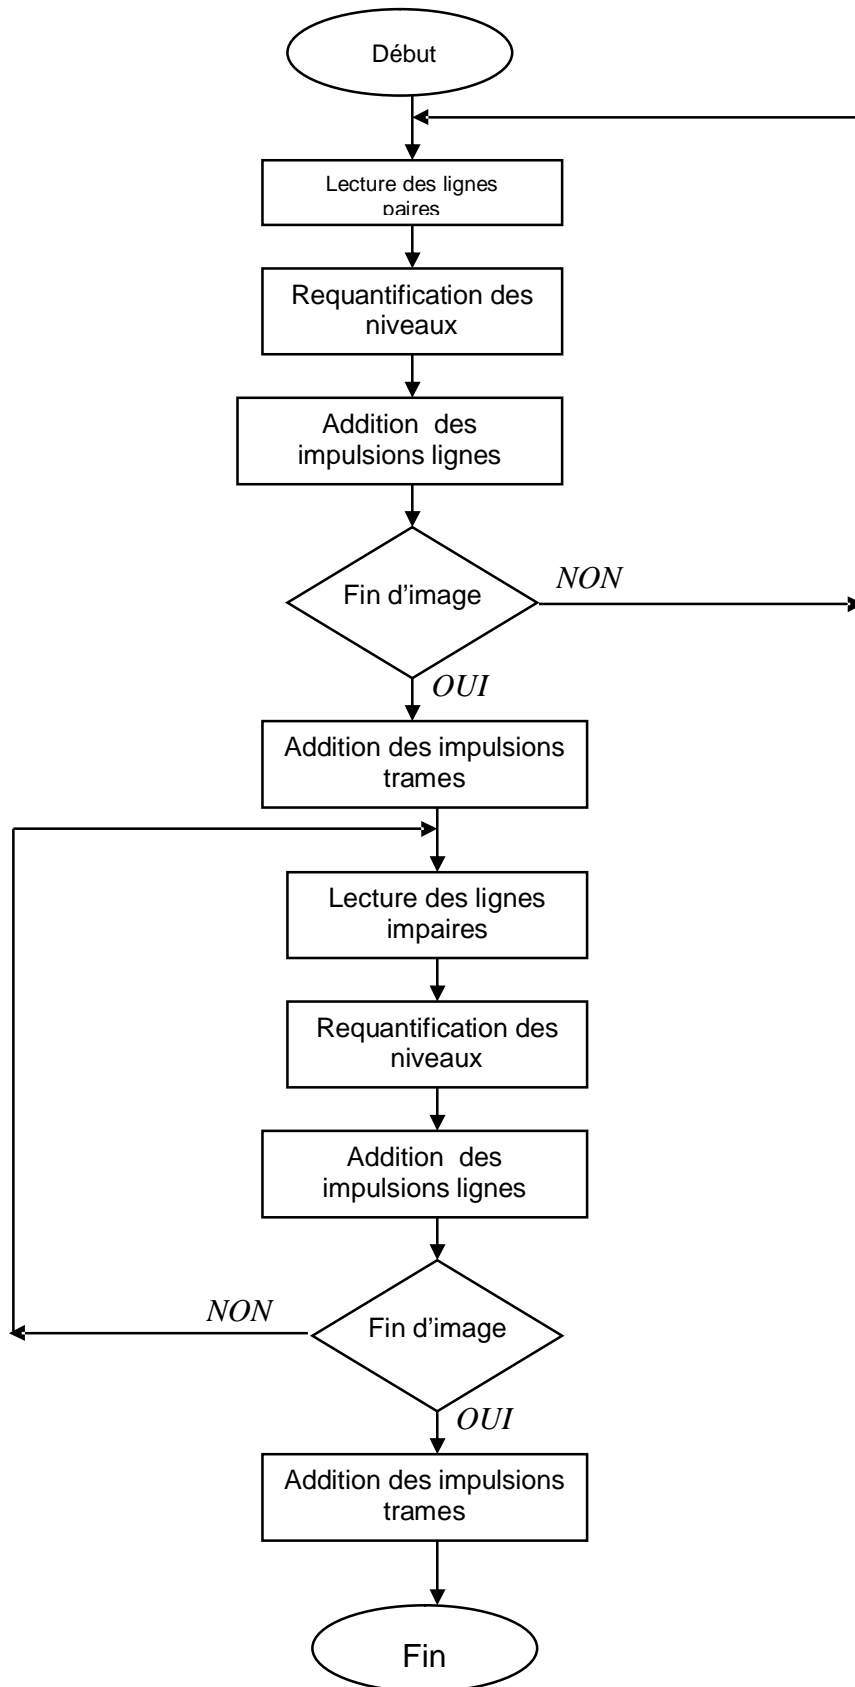 Début
Lecture des lignes
paires
Requantification des
niveaux
Addition des
impulsions lignes
Fin d’image
NON
OUI
Addition des impulsions
trames
Lecture des lignes
impaires
Requantification des
niveaux
Addition des
impulsions lignes
Fin d’image
NON
OUI
Addition des impulsions
trames
Fin